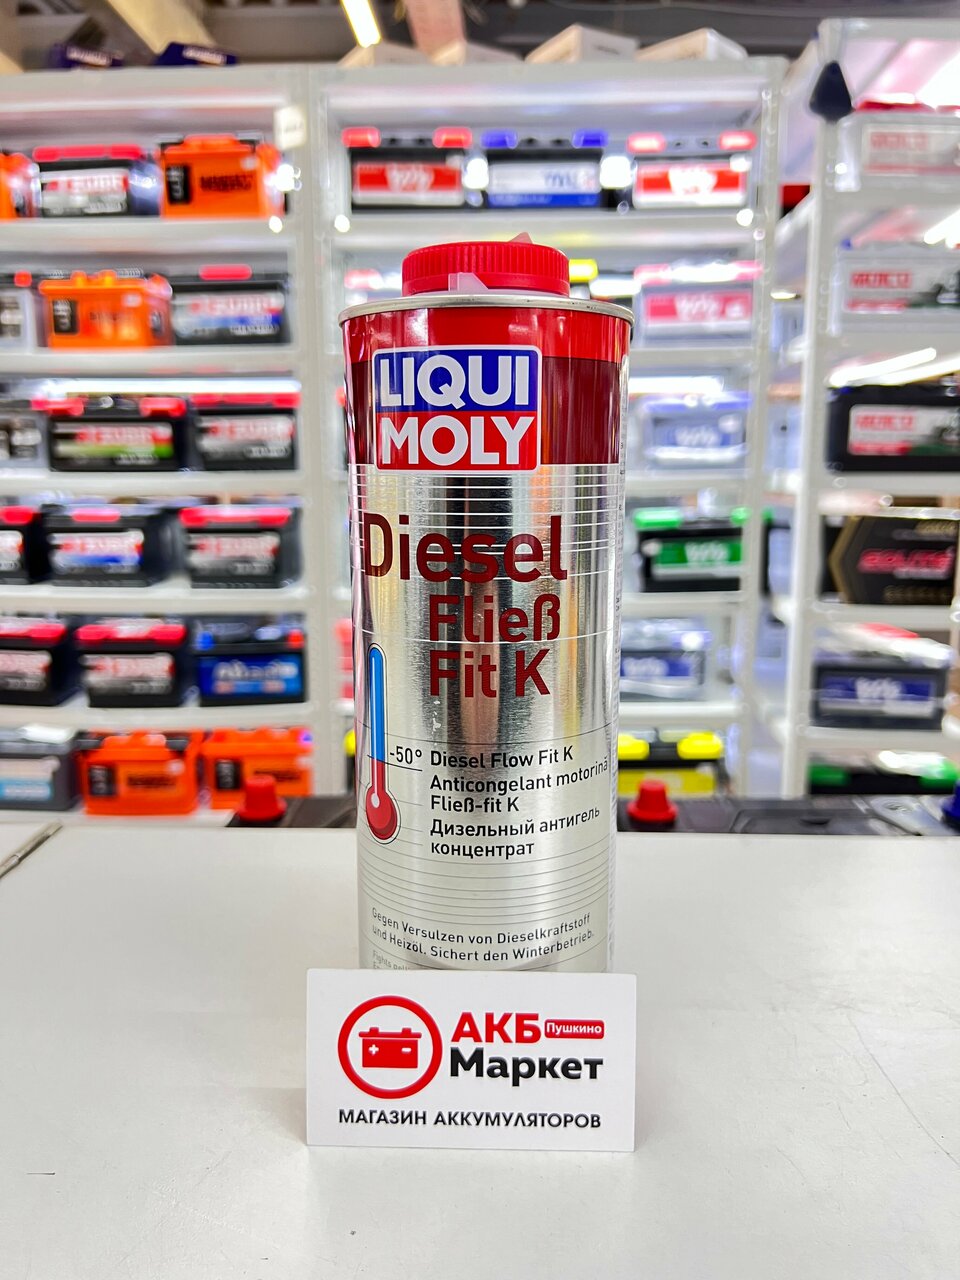 LIQUI
MOLY
Diesel
Fließ
Fit K
-50°
Diesel Flow Fit K
Anticongelant motorină
Fließ-fit K
Дизельный антигель
концентрат
Gegen Versulzen von Dieselkraftstoff
und Heizöl. Sichert den Winterbetrieb.
АКБ Пушкино
Маркет
МАГАЗИН АККУМУЛЯТОРОВ